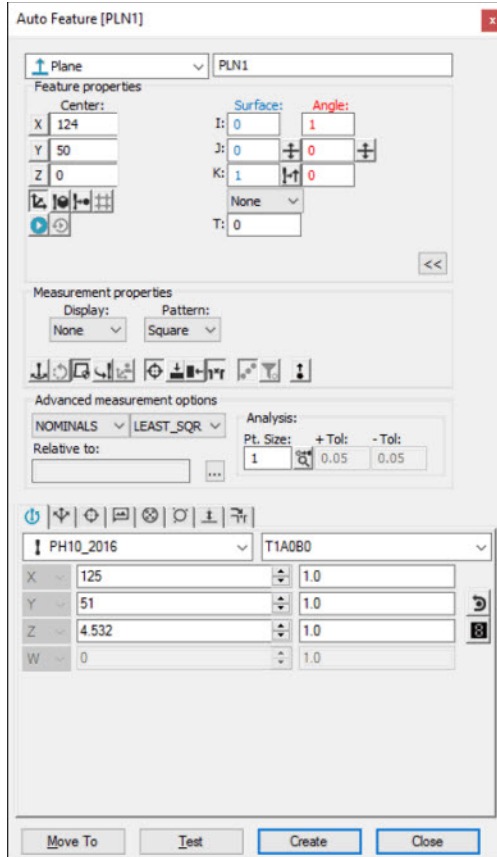 Auto Feature [PLN1]
x
Plane PLN1
Feature properties
Center: Surface: Angle:
X 124 I: 0 1
Y 50 J: 0 0
Z 0 K: 1 0
None
T: 0
<<
Measurement properties
Display: Pattern:
None Square
Advanced measurement options
NOMINALS LEAST_SQR
Analysis:
Pt. Size: + Tol: - Tol:
Relative to:
1 0.05 0.05
...
PH10_2016 T1A0B0
X 125 1.0
Y 51 1.0
Z 4.532 1.0
W 0 1.0
Move To Test Create Close